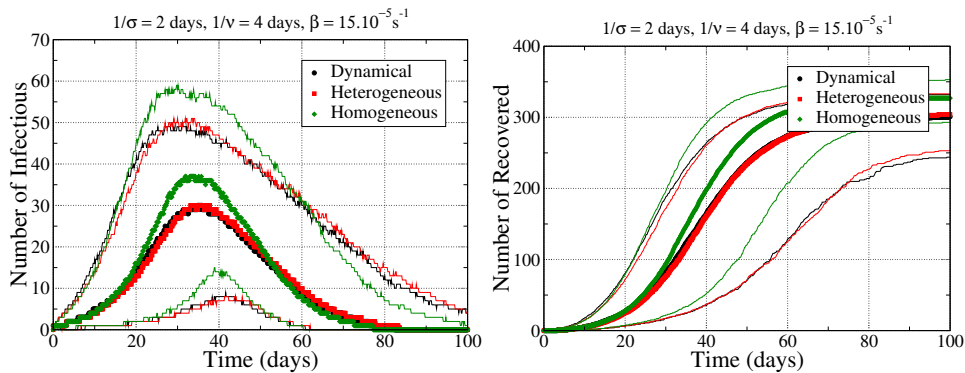 1/σ = 2 days, 1/ν = 4 days, β = 15.10⁻⁵s⁻¹
70
60
50
40
30
20
10
0
Number of Infectious
Dynamical
Heterogeneous
Homogeneous
0 20 40 60 80 100
Time (days)
1/σ = 2 days, 1/ν = 4 days, β = 15.10⁻⁵s⁻¹
400
300
200
100
0
Number of Recovered
Dynamical
Heterogeneous
Homogeneous
0 20 40 60 80 100
Time (days)